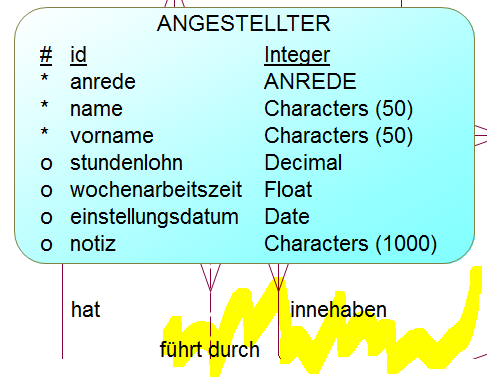 ANGESTELLTER
# id Integer
* anrede ANREDE
* name Characters (50)
* vorname Characters (50)
o stundenlohn Decimal
o wochenarbeitszeit Float
o einstellungsdatum Date
o notiz Characters (1000)
hat innehaben
führt durch